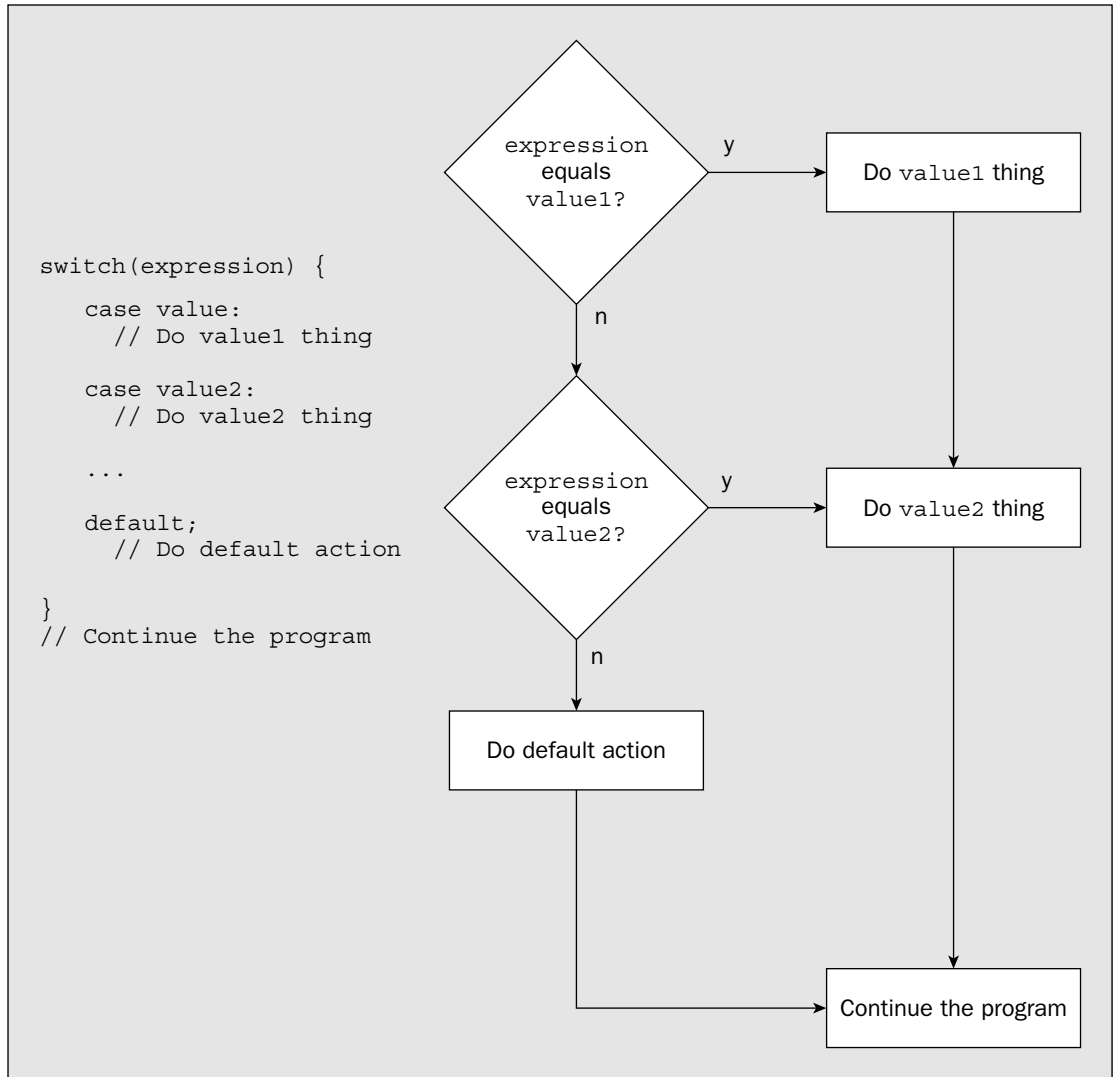 switch(expression) {
case value:
// Do value1 thing
case value2:
// Do value2 thing
...
default;
// Do default action
}
// Continue the program
expression
equals
value1?
y
Do value1 thing
n
expression
equals
value2?
y
Do value2 thing
n
Do default action
Continue the program